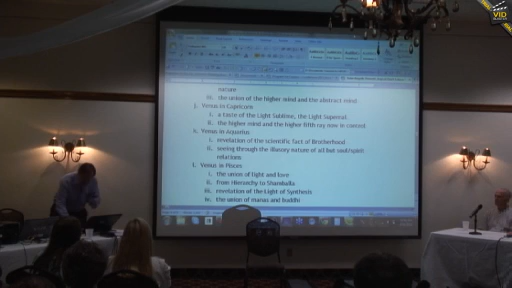 nature
iii. the union of the higher mind and the abstract mind.
j. Venus in Capricorn
i. a taste of the Light Sublime, the Light Supernal.
ii. the higher mind and the higher fifth ray now in control
k. Venus in Aquarius
i. revelation of the scientific fact of Brotherhood
ii. seeing through the illusory nature of all but soul/spirit
relations
l. Venus in Pisces
i. the union of light and love
ii. from Hierarchy to Shamballa
iii. revelation of the Light of Synthesis
iv. the union of manas and buddhi
VID